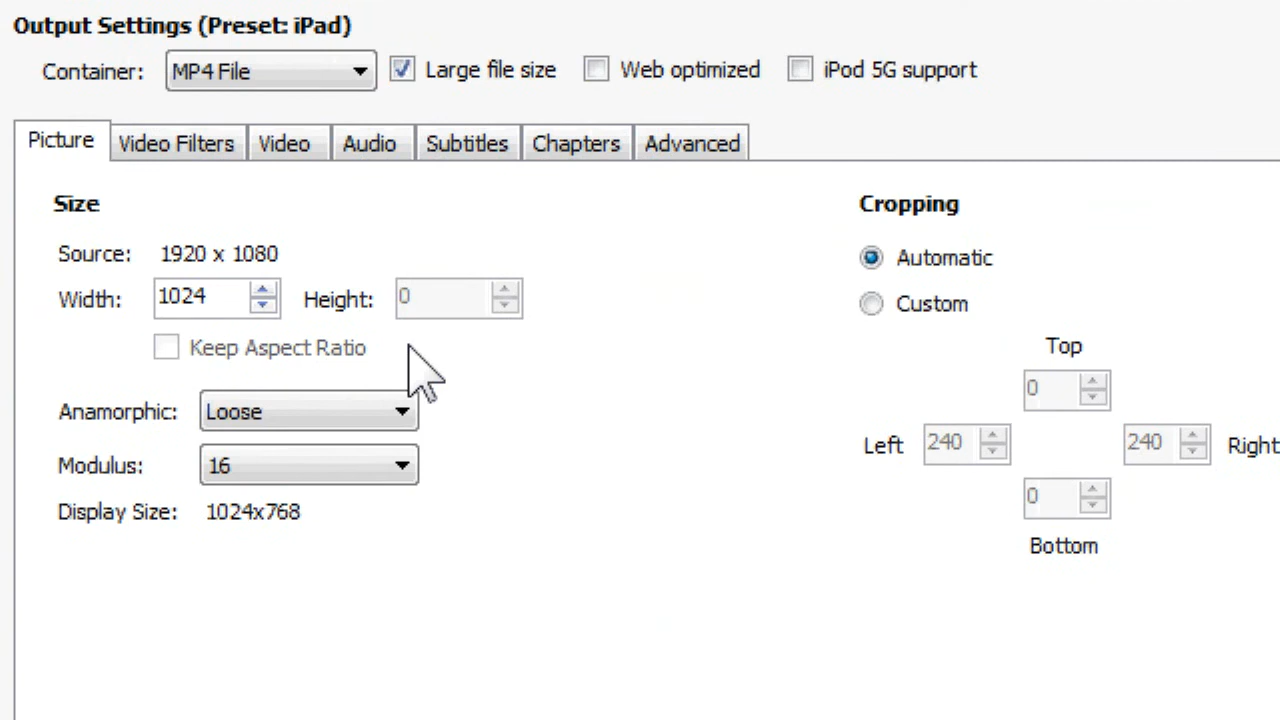 Output Settings (Preset: iPad)
Container: MP4 File Large file size Web optimized iPod 5G support
Picture Video Filters Video Audio Subtitles Chapters Advanced
Size
Source: 1920 x 1080
Width: 1024 Height: 0
Keep Aspect Ratio
Anamorphic: Loose
Modulus: 16
Display Size: 1024x768
Cropping
Automatic
Custom
Top
0
Left 240 240 Right
0
Bottom